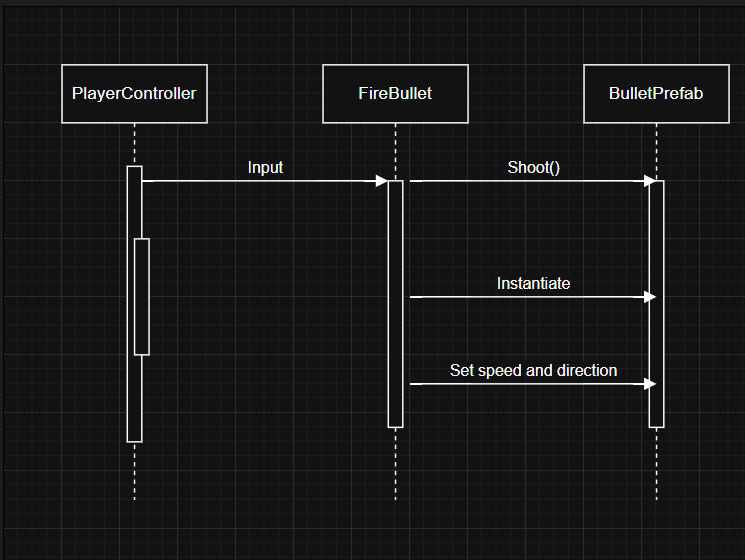 PlayerController
FireBullet
BulletPrefab
Input
Shoot()
Instantiate
Set speed and direction